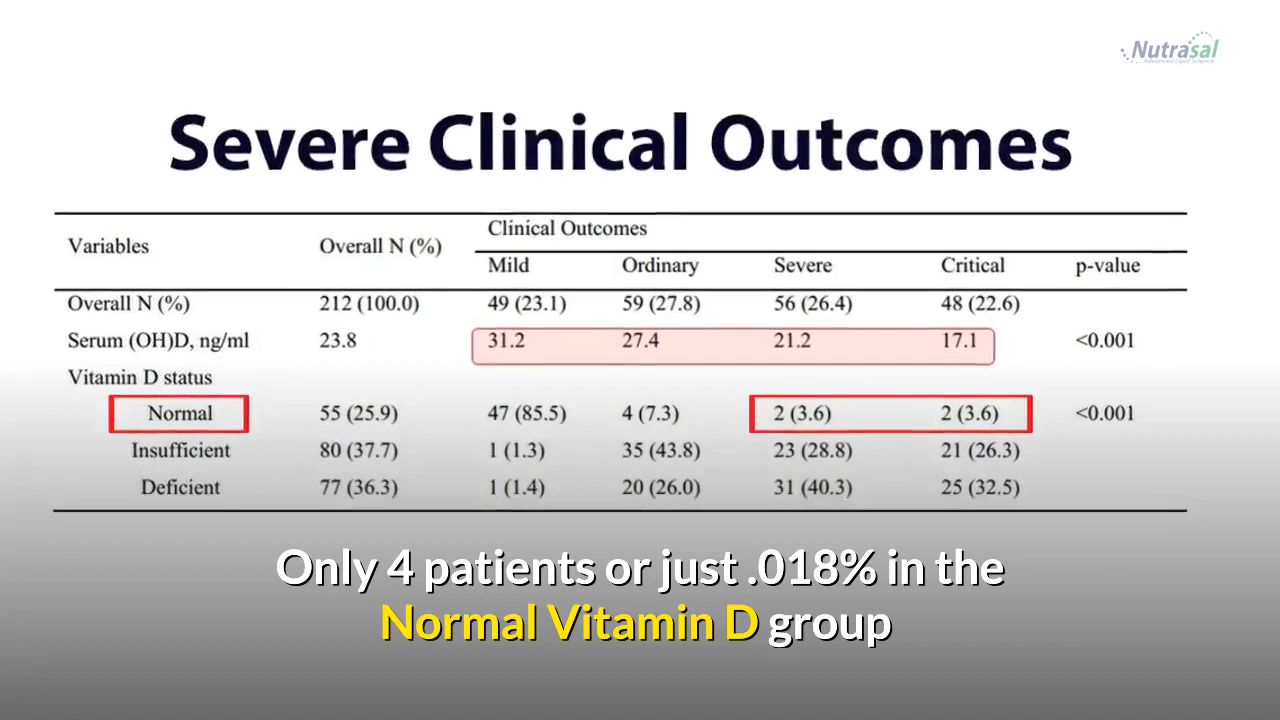 Nutrasal
Advanced Lipid Science
Severe Clinical Outcomes
Variables Overall N (%) Clinical Outcomes
Mild Ordinary Severe Critical p-value
Overall N (%) 212 (100.0) 49 (23.1) 59 (27.8) 56 (26.4) 48 (22.6)
Serum (OH)D, ng/ml 23.8 31.2 27.4 21.2 17.1 <0.001
Vitamin D status
Normal 55 (25.9) 47 (85.5) 4 (7.3) 2 (3.6) 2 (3.6) <0.001
Insufficient 80 (37.7) 1 (1.3) 35 (43.8) 23 (28.8) 21 (26.3)
Deficient 77 (36.3) 1 (1.4) 20 (26.0) 31 (40.3) 25 (32.5)
Only 4 patients or just .018% in the
Normal Vitamin D group